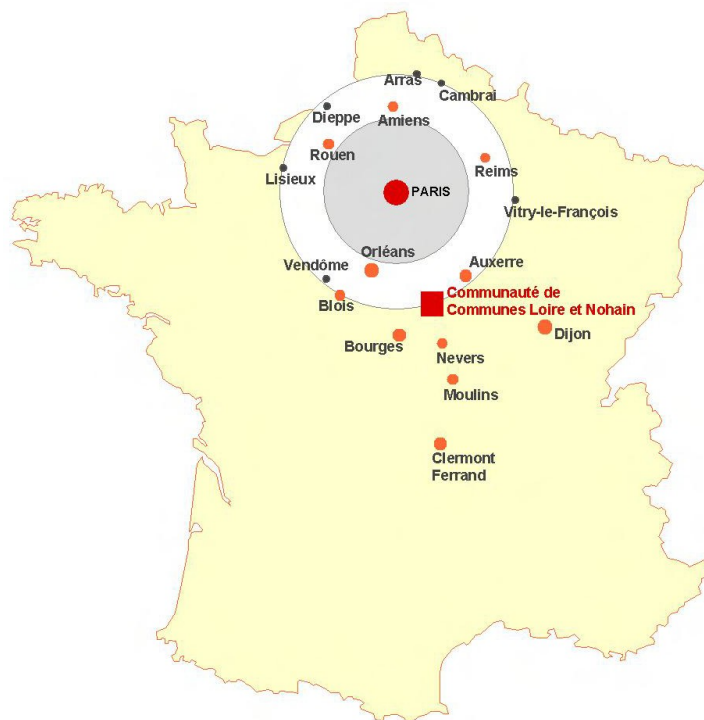 Arras
Cambrai
Dieppe
Amiens
Rouen
Reims
Lisieux
PARIS
Vitry-le-François
Orléans
Auxerre
Vendôme
Communauté de
Communes Loire et Nohain
Blois
Bourges
Dijon
Nevers
Moulins
Clermont
Ferrand